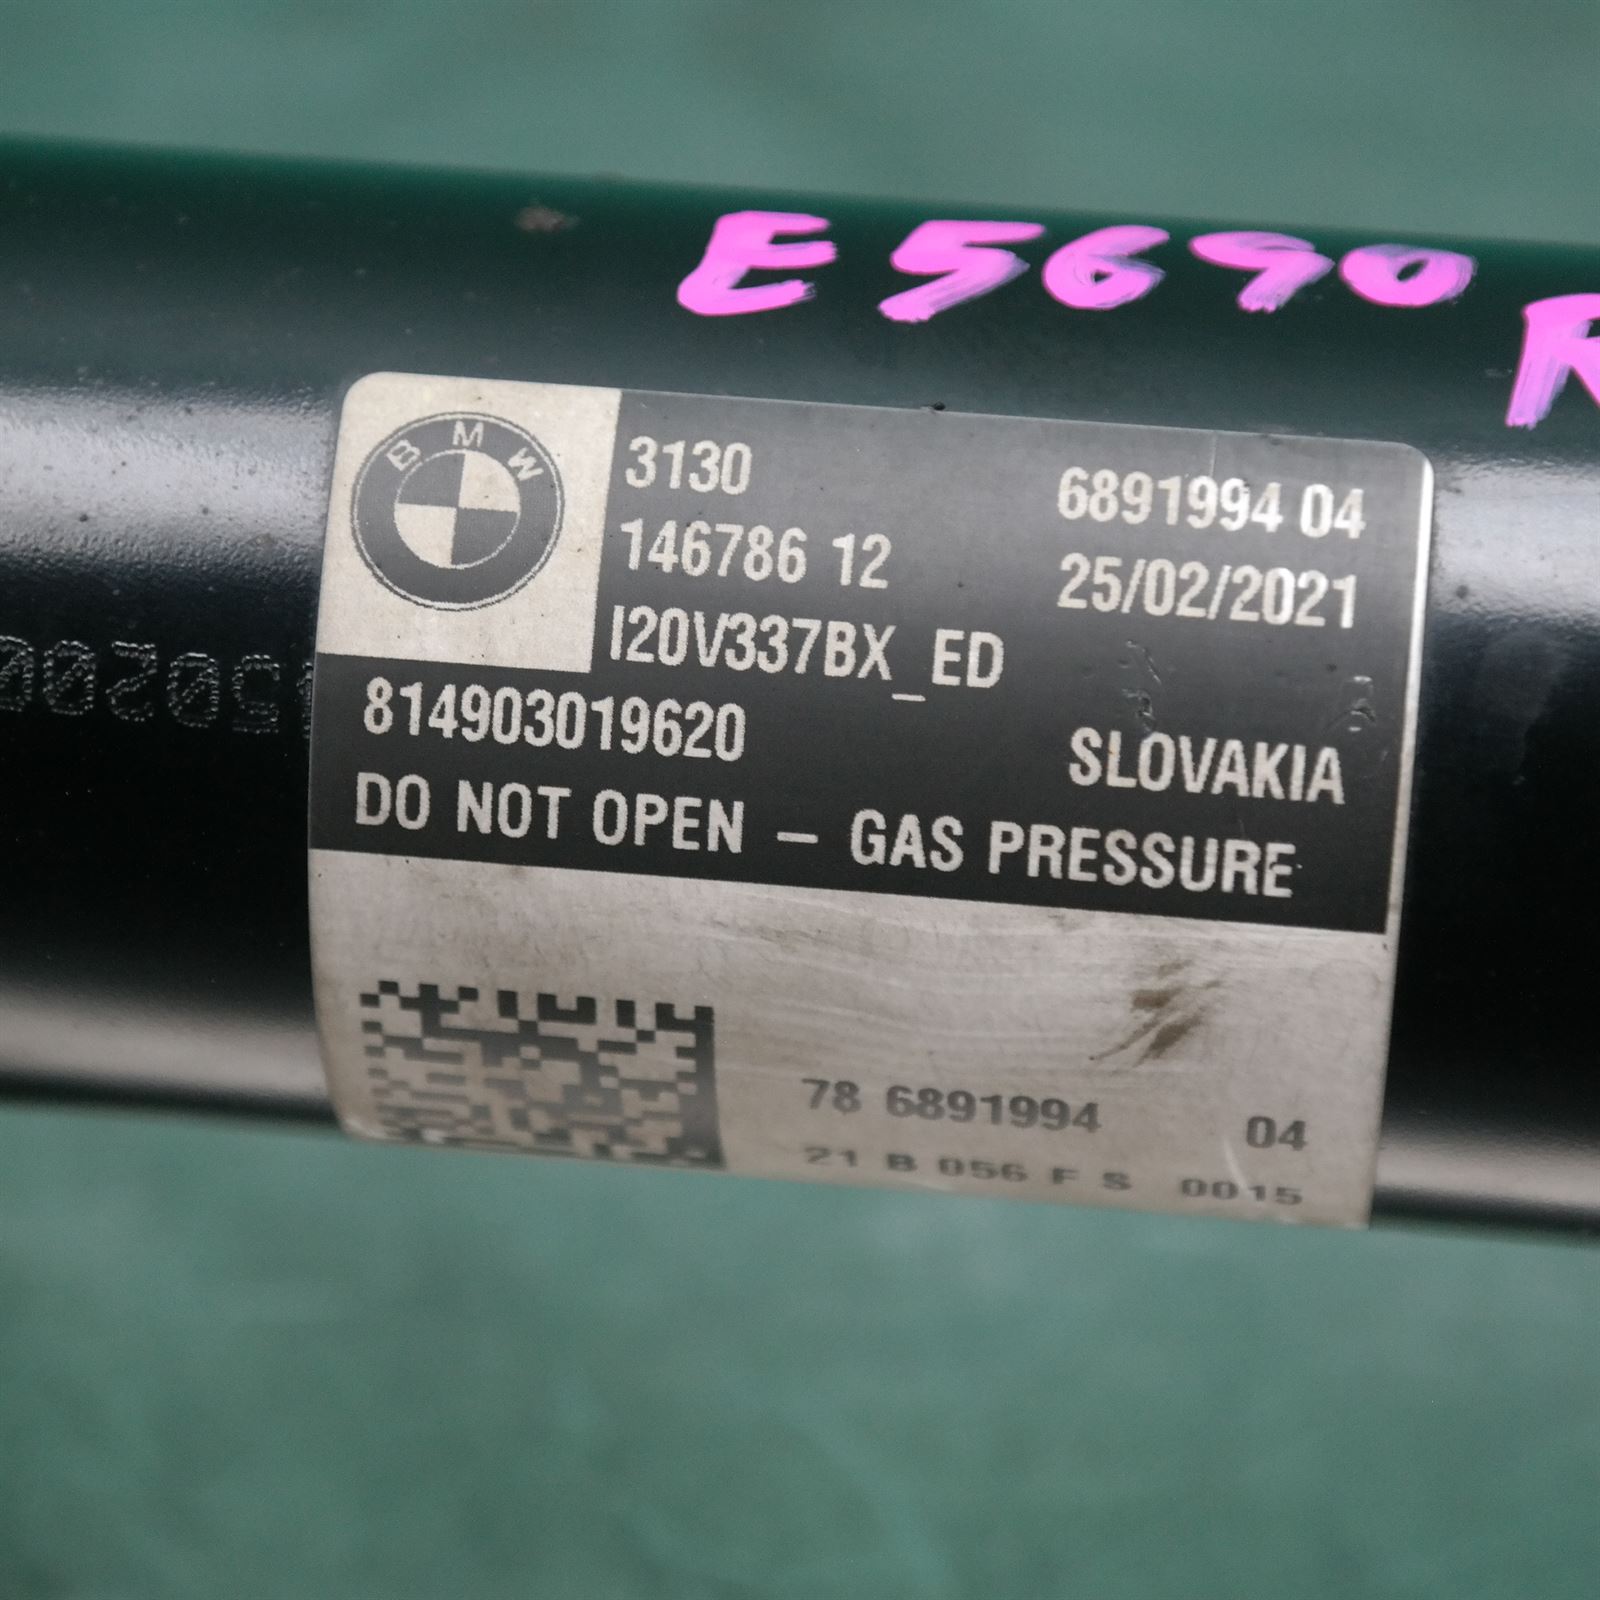 E5690 R
BMW
3130
6891994 04
146786 12
25/02/2021
I20V337BX_ED
814903019620
SLOVAKIA
DO NOT OPEN – GAS PRESSURE
78 6891994 04
21 B 056 F S 0015